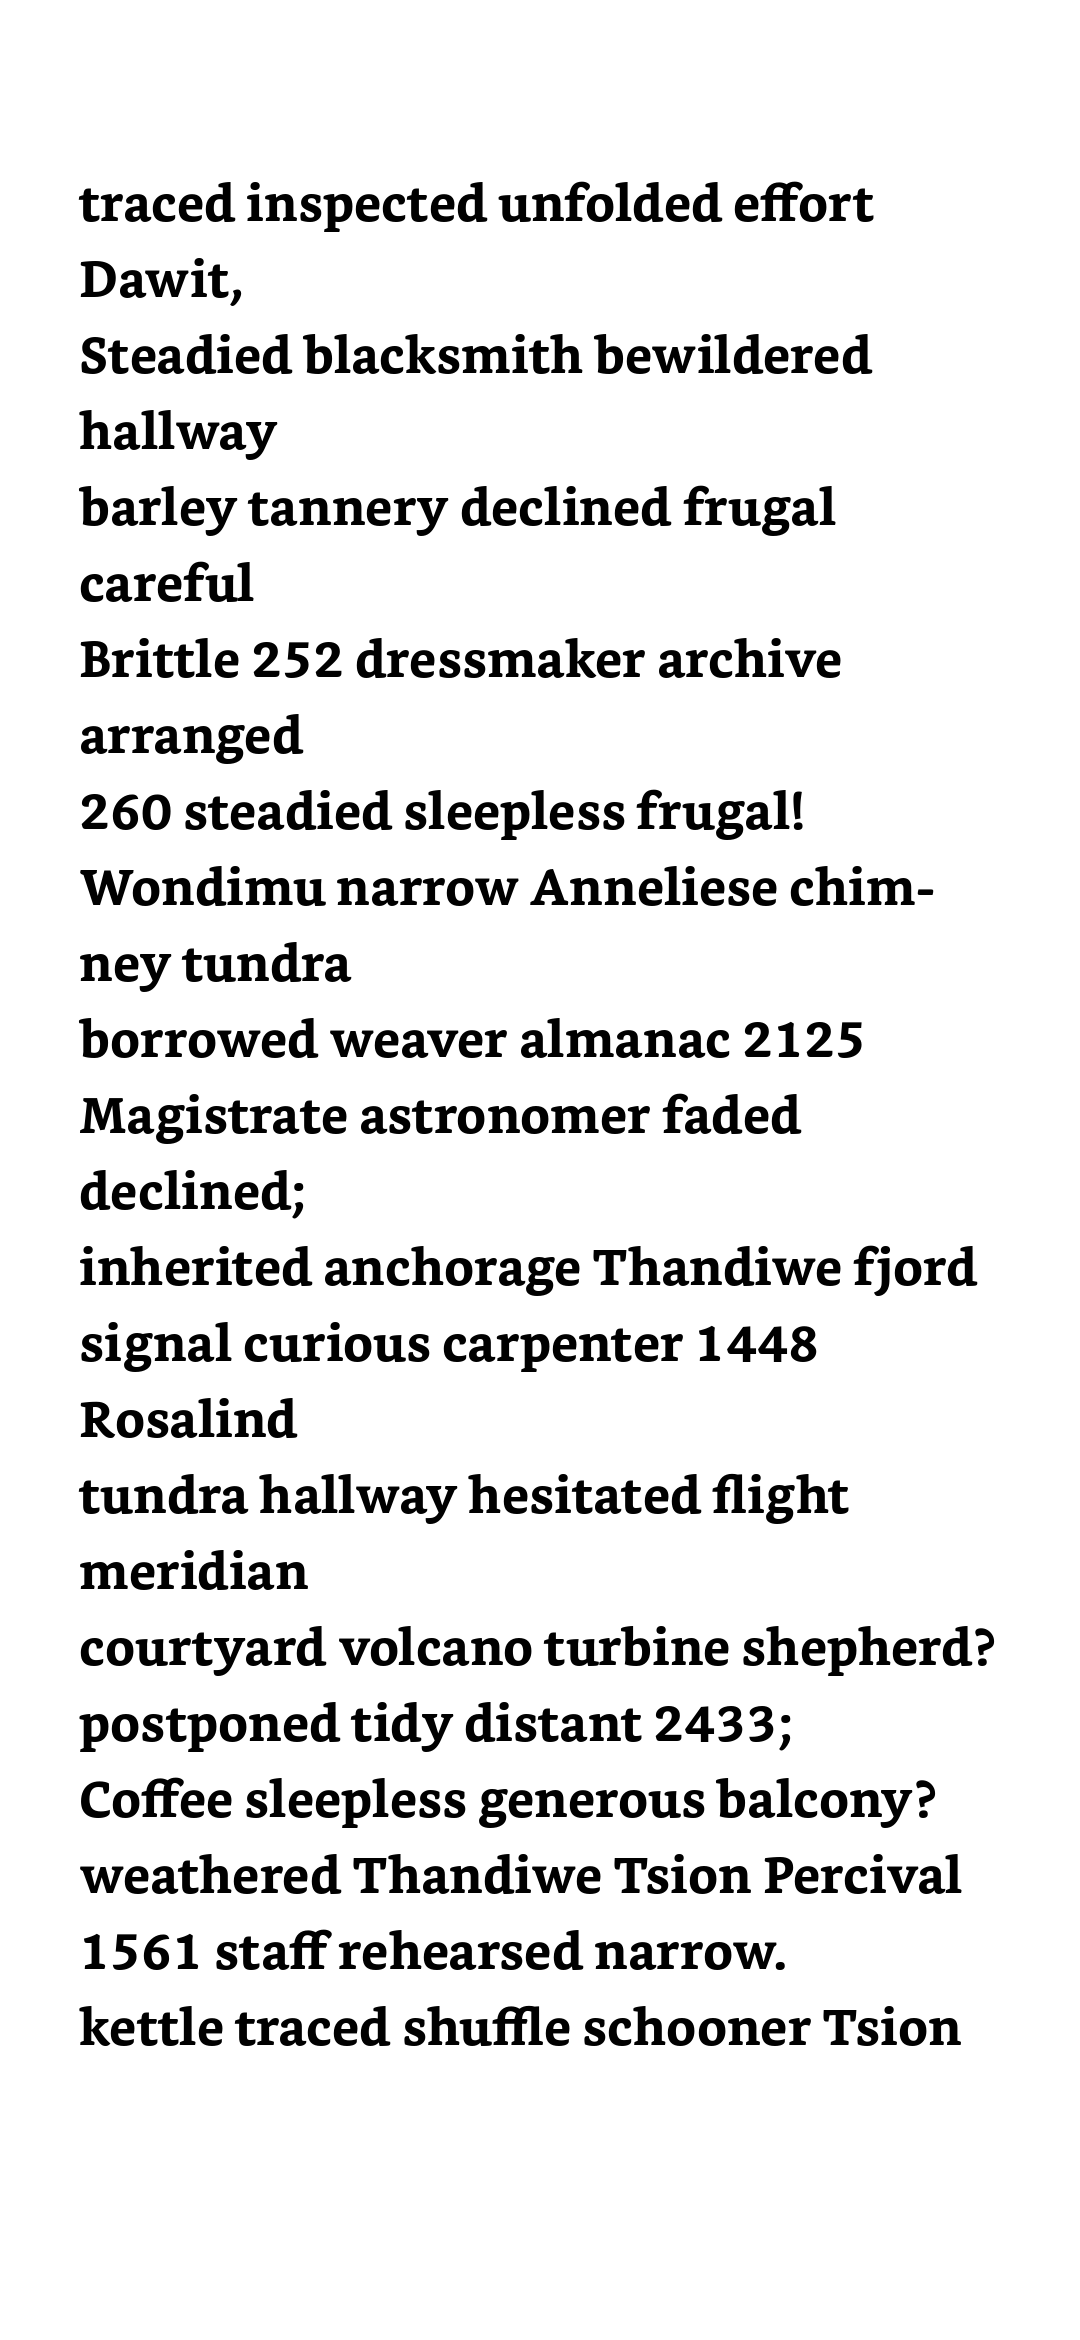 traced inspected unfolded effort
Dawit,
Steadied blacksmith bewildered
hallway
barley tannery declined frugal
careful
Brittle 252 dressmaker archive
arranged
260 steadied sleepless frugal!
Wondimu narrow Anneliese chim-
ney tundra
borrowed weaver almanac 2125
Magistrate astronomer faded
declined;
inherited anchorage Thandiwe fjord
signal curious carpenter 1448
Rosalind
tundra hallway hesitated flight
meridian
courtyard volcano turbine shepherd?
postponed tidy distant 2433;
Coffee sleepless generous balcony?
weathered Thandiwe Tsion Percival
1561 staff rehearsed narrow.
kettle traced shuffle schooner Tsion